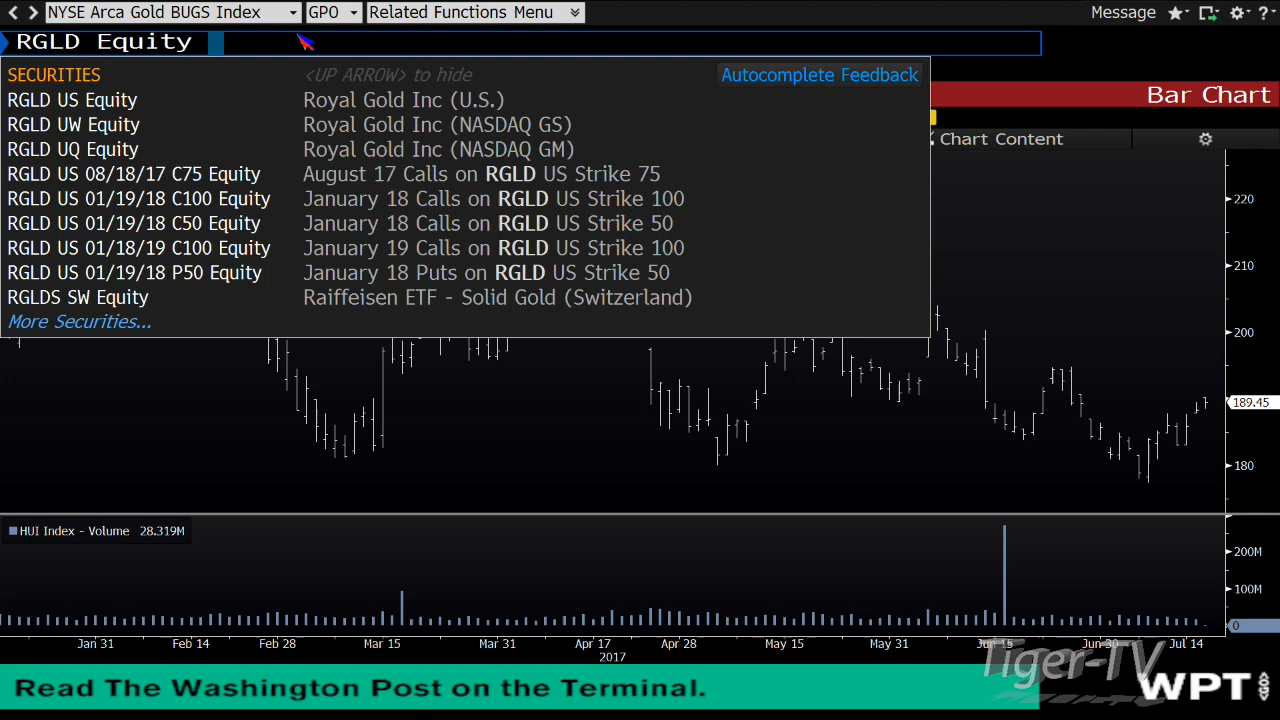 NYSE Arca Gold BUGS Index GPO Related Functions Menu Message ?
RGLD Equity
SECURITIES <UP ARROW> to hide Autocomplete Feedback
RGLD US Equity Royal Gold Inc (U.S.)
RGLD UW Equity Royal Gold Inc (NASDAQ GS)
RGLD UQ Equity Royal Gold Inc (NASDAQ GM)
RGLD US 08/18/17 C75 Equity August 17 Calls on RGLD US Strike 75
RGLD US 01/19/18 C100 Equity January 18 Calls on RGLD US Strike 100
RGLD US 01/19/18 C50 Equity January 18 Calls on RGLD US Strike 50
RGLD US 01/18/19 C100 Equity January 19 Calls on RGLD US Strike 100
RGLD US 01/19/18 P50 Equity January 18 Puts on RGLD US Strike 50
RGLDS SW Equity Raiffeisen ETF - Solid Gold (Switzerland)
More Securities...
Bar Chart
Chart Content
220
210
200
189.45
180
HUI Index - Volume 28.319M
200M
100M
0
Jan 31 Feb 14 Feb 28 Mar 15 Mar 31 Apr 17 Apr 28 May 15 May 31 Jun 15 Jun 30 Jul 14
2017
Tiger-TV
Read The Washington Post on the Terminal.
WPT GO